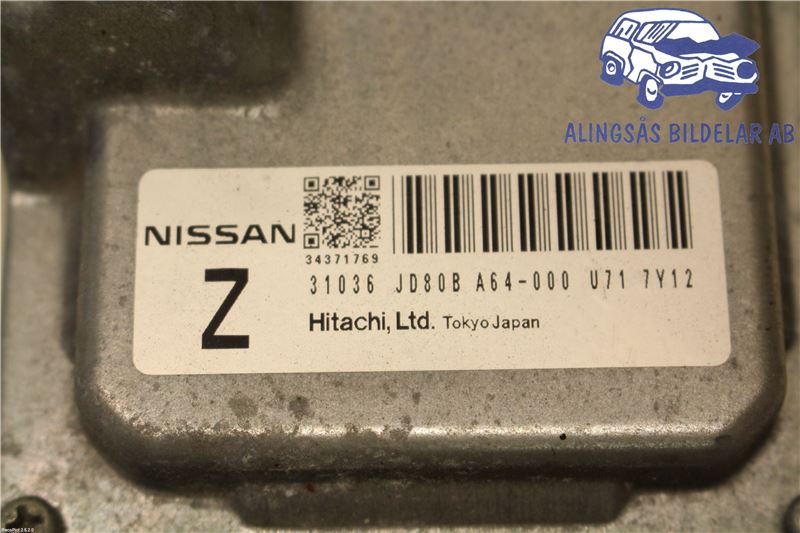 ALINGSÅS BILDELAR AB
NISSAN
34371769
Z
31036 JD80B A64-000 U71 7Y12
Hitachi, Ltd. Tokyo Japan